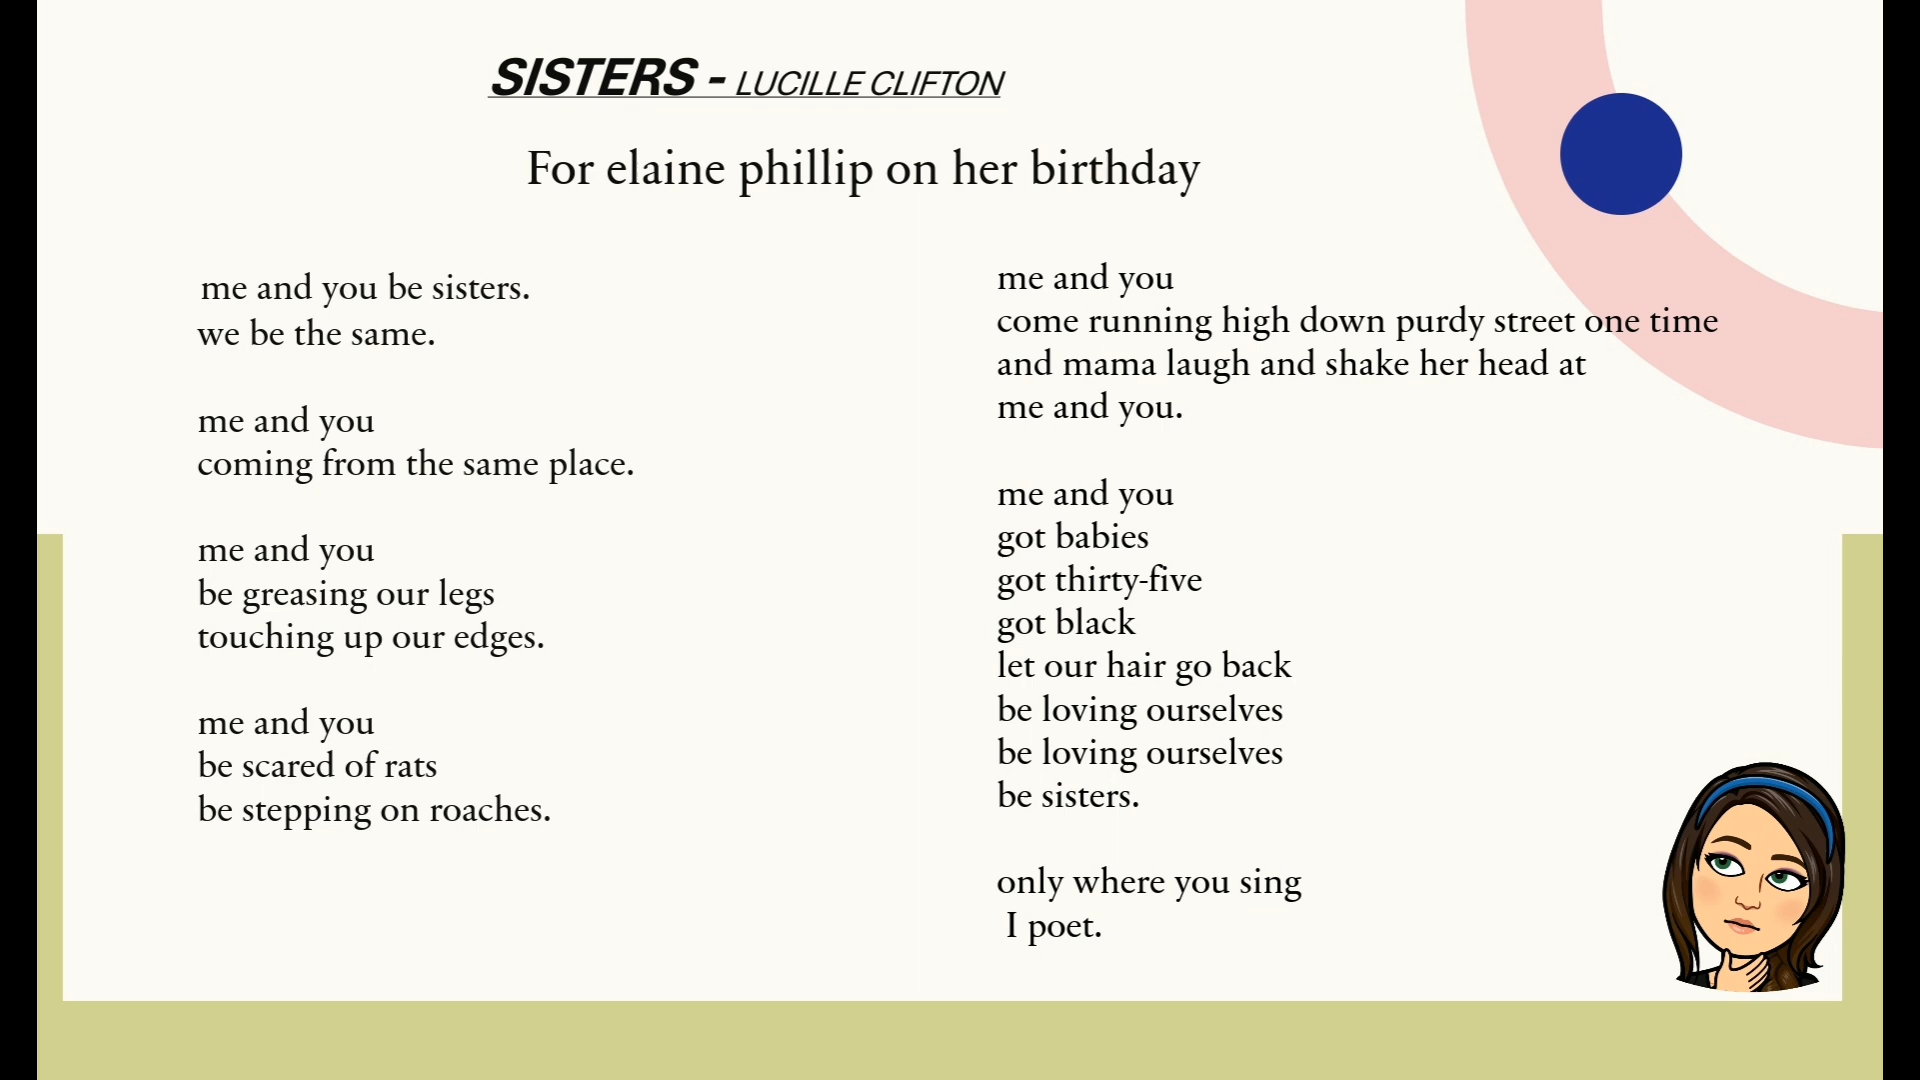 SISTERS - LUCILLE CLIFTON
For elaine phillip on her birthday
me and you be sisters.
we be the same.
me and you
coming from the same place.
me and you
be greasing our legs
touching up our edges.
me and you
be scared of rats
be stepping on roaches.
me and you
come running high down purdy street one time
and mama laugh and shake her head at
me and you.
me and you
got babies
got thirty-five
got black
let our hair go back
be loving ourselves
be loving ourselves
be sisters.
only where you sing
I poet.